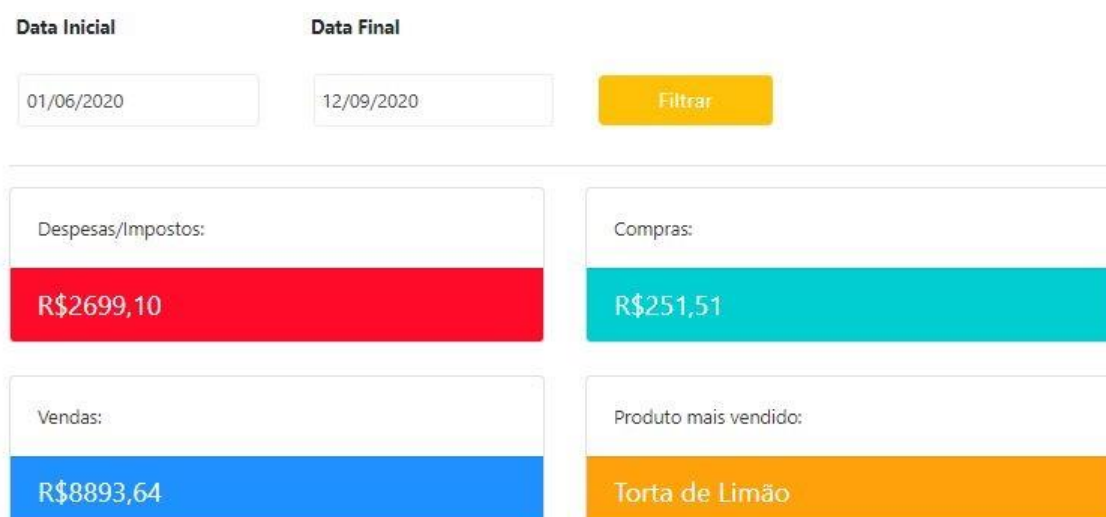 Data Inicial
Data Final
01/06/2020
12/09/2020
Filtrar
Despesas/Impostos:
R$2699,10
Compras:
R$251,51
Vendas:
R$8893,64
Produto mais vendido:
Torta de Limão